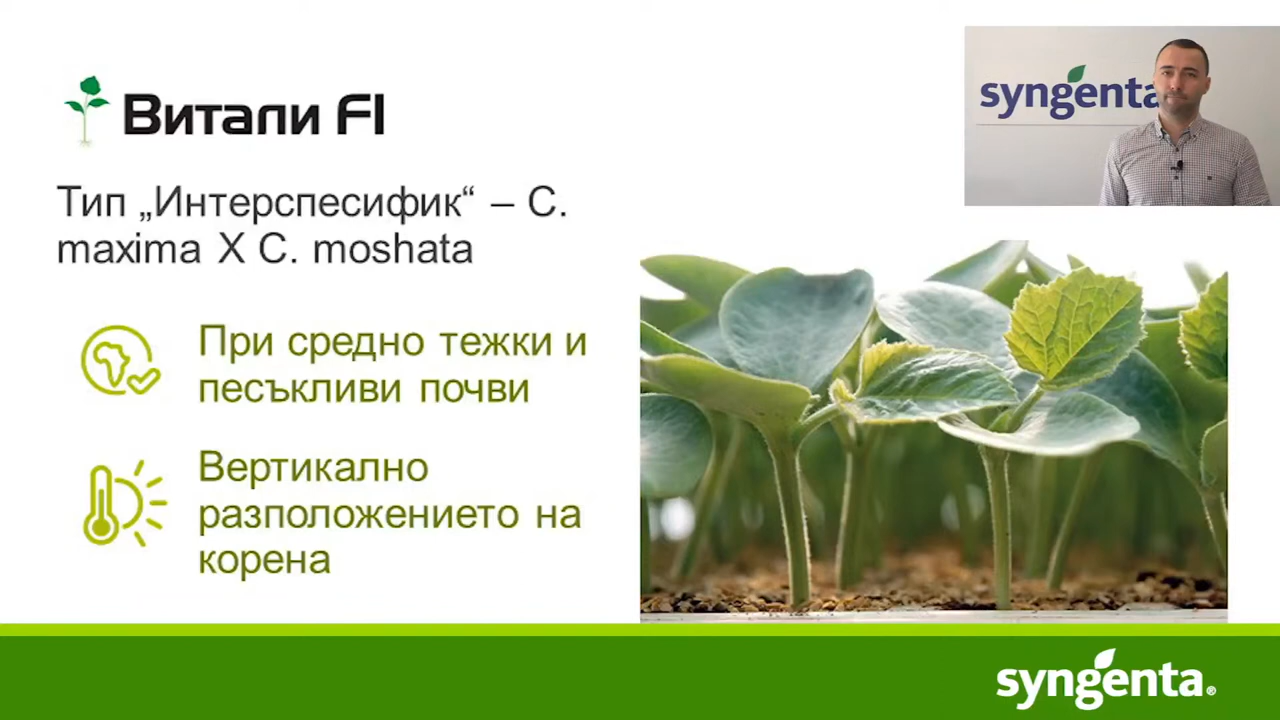 Витали F1
syngenta
Тип „Интерспесифик“ – C.
maxima X C. moshata
При средно тежки и
песъкливи почви
Вертикално
разположението на
корена
syngenta®